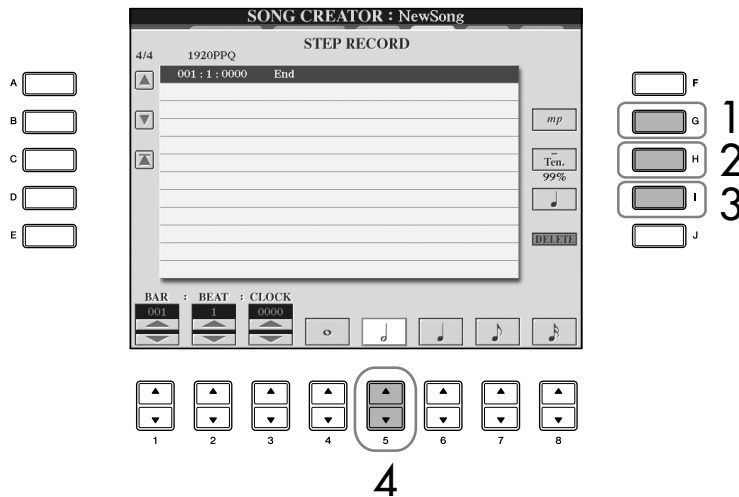 SONG CREATOR : NewSong
STEP RECORD
4/4 1920PPQ
001 : 1 : 0000 End
A
B
C
D
E
mp
Ten.
99%
DELETE
F
G 1
H 2
I 3
J
BAR : BEAT : CLOCK
001 1 0000
1 2 3 4 5 6 7 8
4